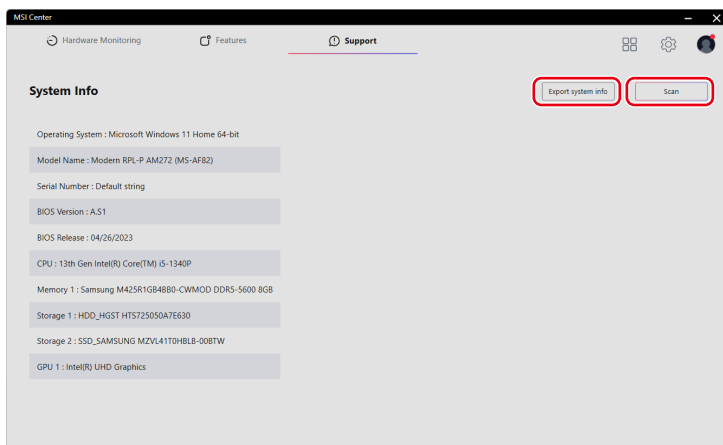 MSI Center
Hardware Monitoring
Features
Support
System Info
Export system info
Scan
Operating System : Microsoft Windows 11 Home 64-bit
Model Name : Modern RPL-P AM272 (MS-AF82)
Serial Number : Default string
BIOS Version : A.S1
BIOS Release : 04/26/2023
CPU : 13th Gen Intel(R) Core(TM) i5-1340P
Memory 1 : Samsung M425R1GB4BB0-CWMOD DDR5-5600 8GB
Storage 1 : HDD_HGST HTS725050A7E630
Storage 2 : SSD_SAMSUNG MZVL41T0HBLB-00BTW
GPU 1 : Intel(R) UHD Graphics